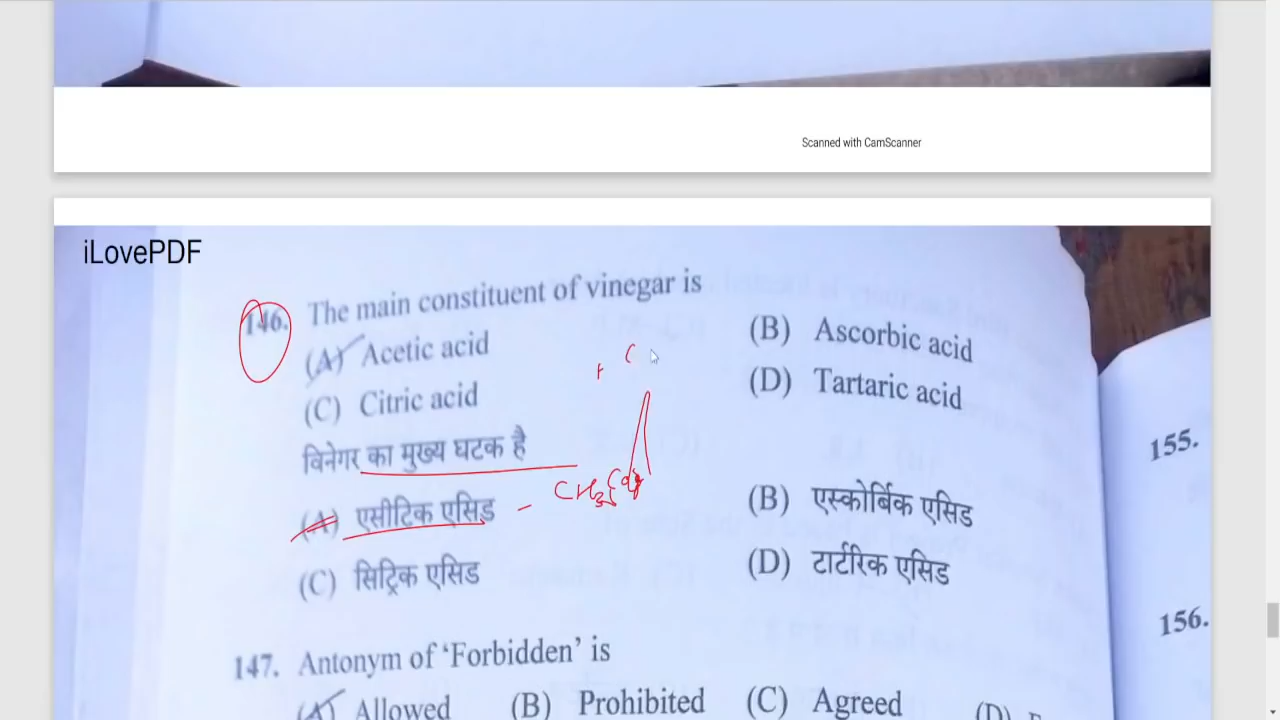 Scanned with CamScanner
iLovePDF
146. The main constituent of vinegar is
(A) Acetic acid (B) Ascorbic acid
(C) Citric acid (D) Tartaric acid
विनेगर का मुख्य घटक है
(A) एसीटिक एसिड - (B) एस्कोर्बिक एसिड
(C) सिट्रिक एसिड (D) टार्टरिक एसिड
147. Antonym of ‘Forbidden’ is
(A) Allowed (B) Prohibited (C) Agreed (D)
155.
156.